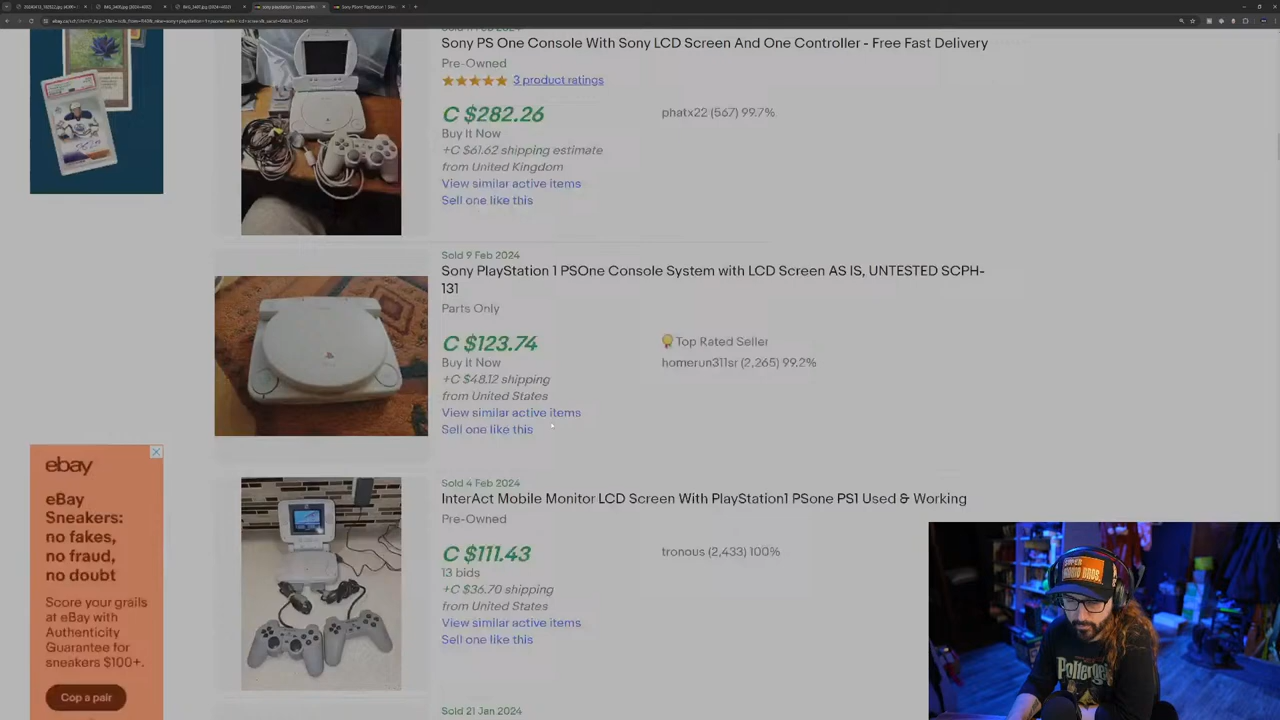 Sony PS One Console With Sony LCD Screen And One Controller - Free Fast Delivery
Pre-Owned
3 product ratings
C $282.26
phatx22 (567) 99.7%
Buy It Now
+C $61.62 shipping estimate
from United Kingdom
View similar active items
Sell one like this
Sold 9 Feb 2024
Sony PlayStation 1 PSOne Console System with LCD Screen AS IS, UNTESTED SCPH-
131
Parts Only
C $123.74
Top Rated Seller
Buy It Now
homerun311sr (2,265) 99.2%
+C $48.12 shipping
from United States
View similar active items
Sell one like this
ebay
eBay
Sneakers:
no fakes,
no fraud,
no doubt
Score your grails
at eBay with
Authenticity
Guarantee for
sneakers $100+.
Cop a pair
Sold 4 Feb 2024
InterAct Mobile Monitor LCD Screen With PlayStation1 PSone PS1 Used & Working
Pre-Owned
C $111.43
tronous (2,433) 100%
13 bids
+C $36.70 shipping
from United States
View similar active items
Sell one like this
Sold 21 Jan 2024
SUPER
MARIO BROS.
Poltergeist